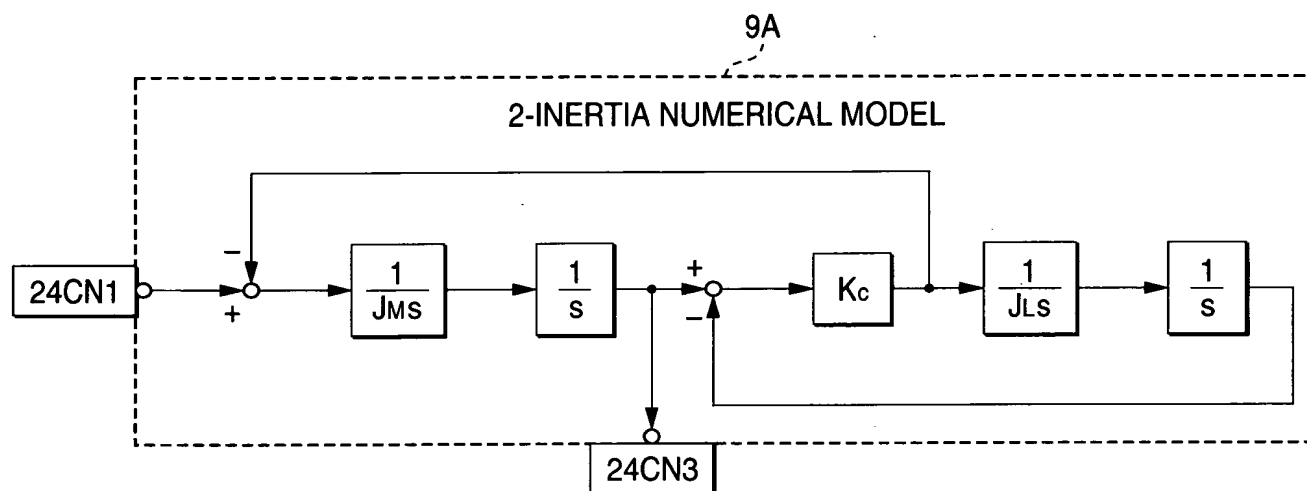 9A
2-INERTIA NUMERICAL MODEL
24CN1
−
+
1
JMs
1
s
+
−
Kc
1
JLs
1
s
24CN3